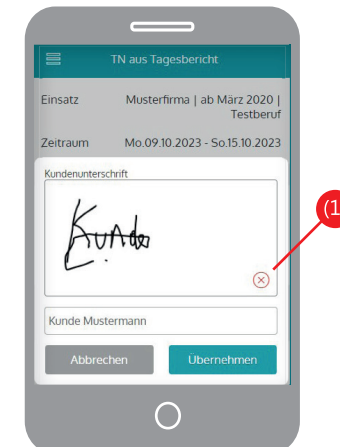 TN aus Tagesbericht
Einsatz Musterfirma | ab März 2020 |
Testberuf
Zeitraum Mo.09.10.2023 - So.15.10.2023
Kundenunterschrift
Kunde
(1
Kunde Mustermann
Abbrechen Übernehmen